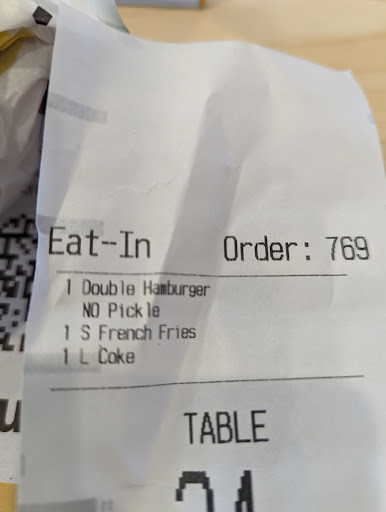 Eat-In Order: 769
1 Double Hamburger
NO Pickle
1 S French Fries
1 L Coke
TABLE